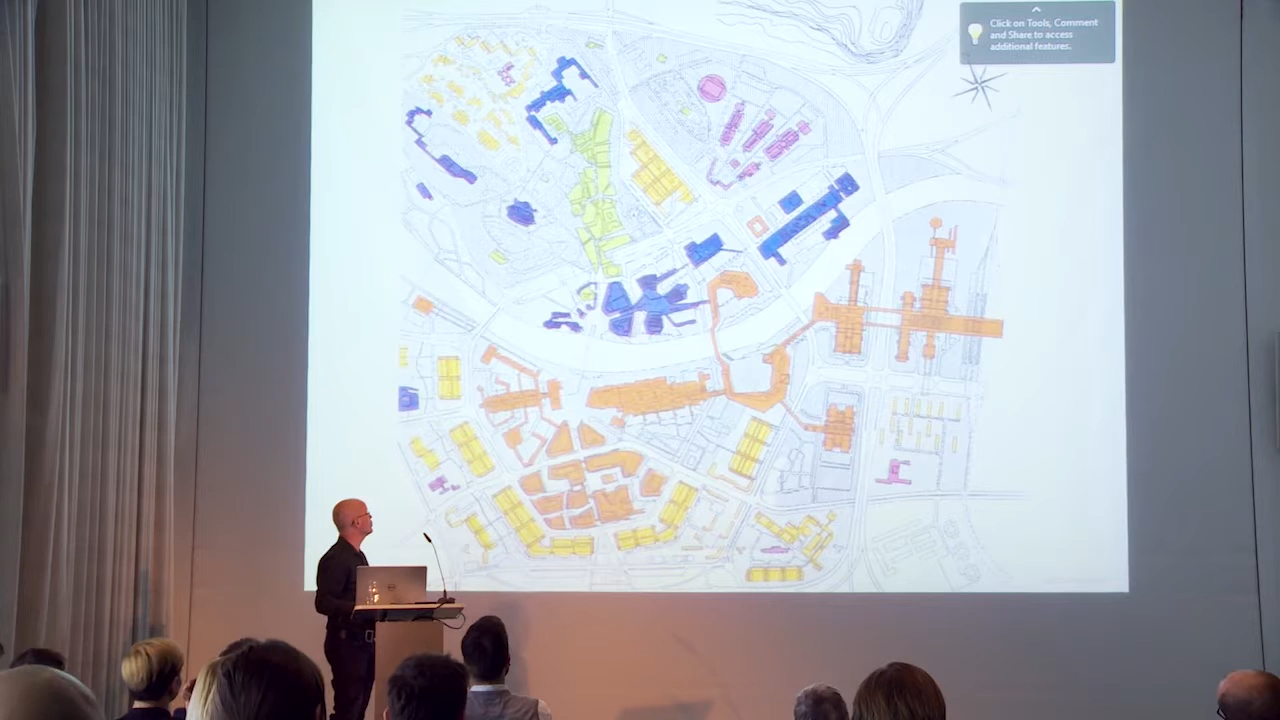 Click on Tools, Comment
and Share to access
additional features.